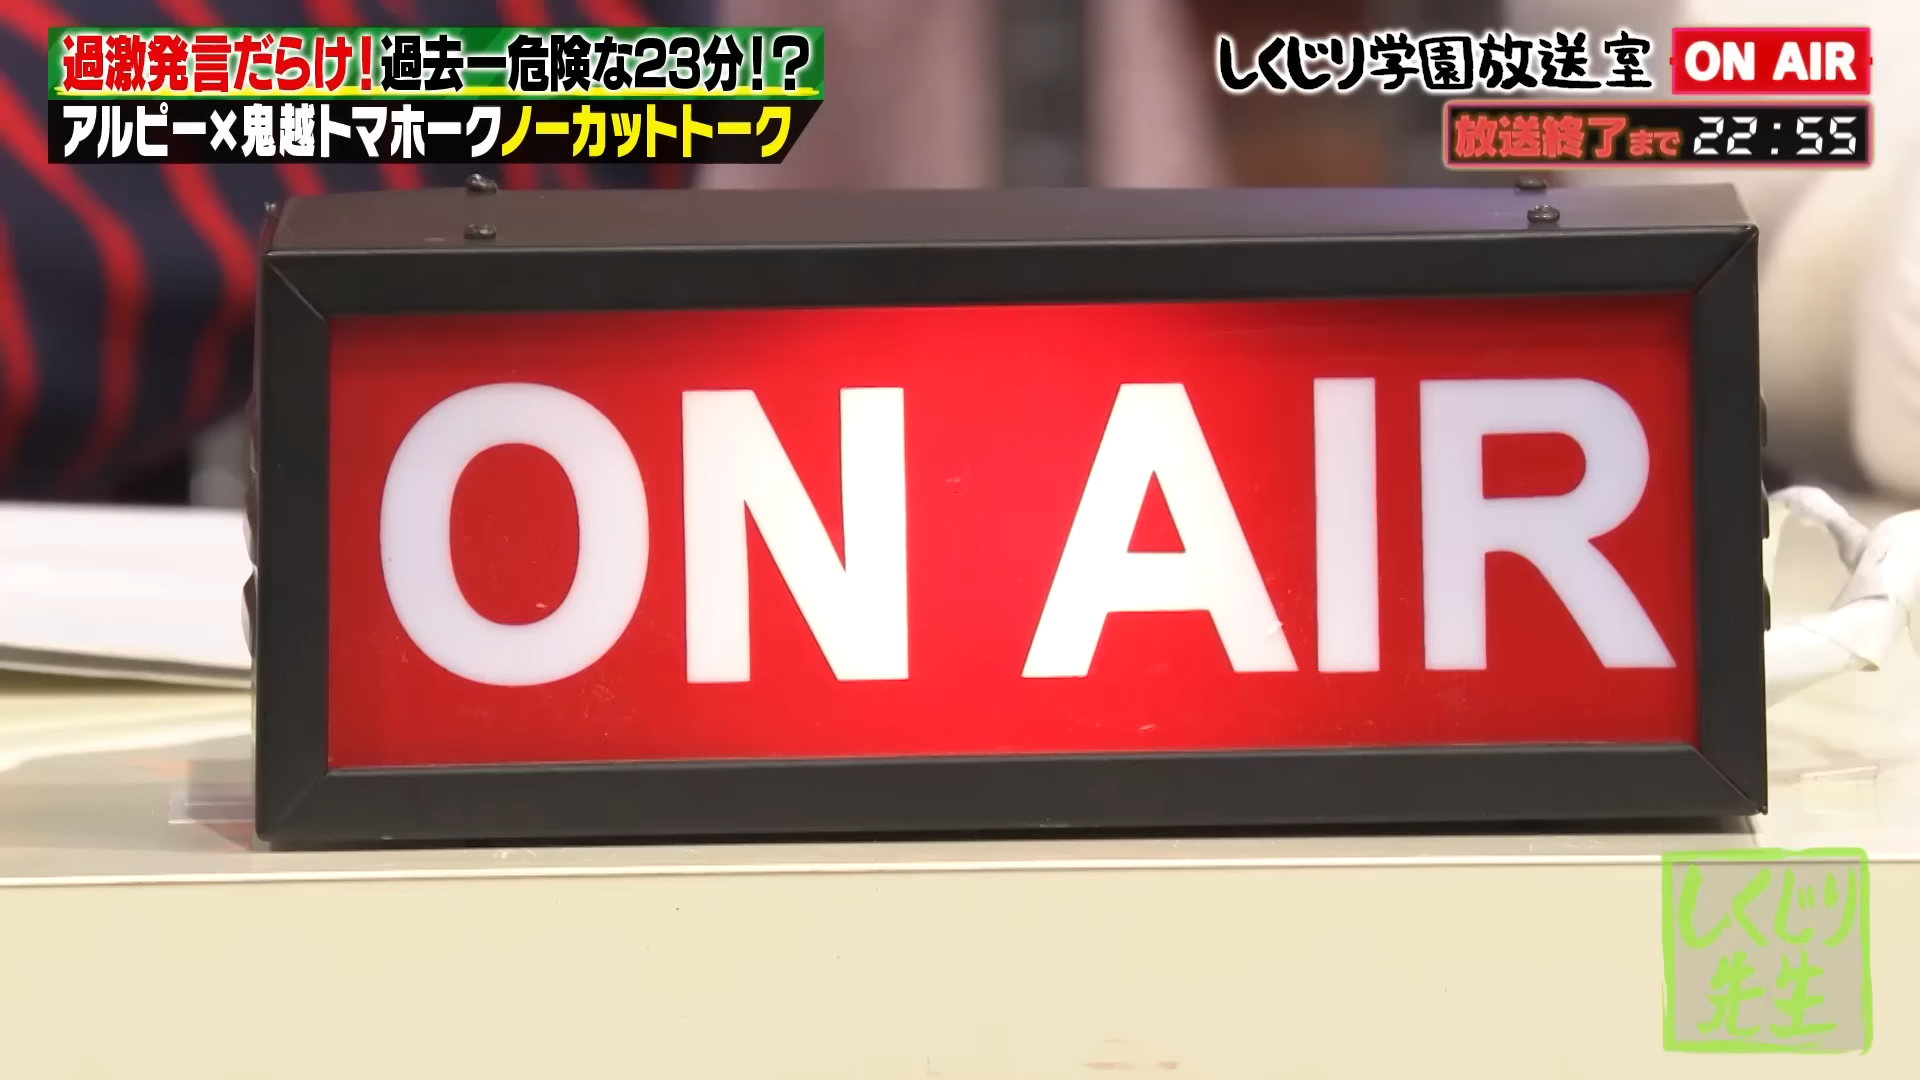 過激発言だらけ！過去一危険な23分！？
アルピー×鬼越トマホークノーカットトーク
しくじり学園放送室 ON AIR
放送終了まで 22:55
ON AIR
しくじり
先生